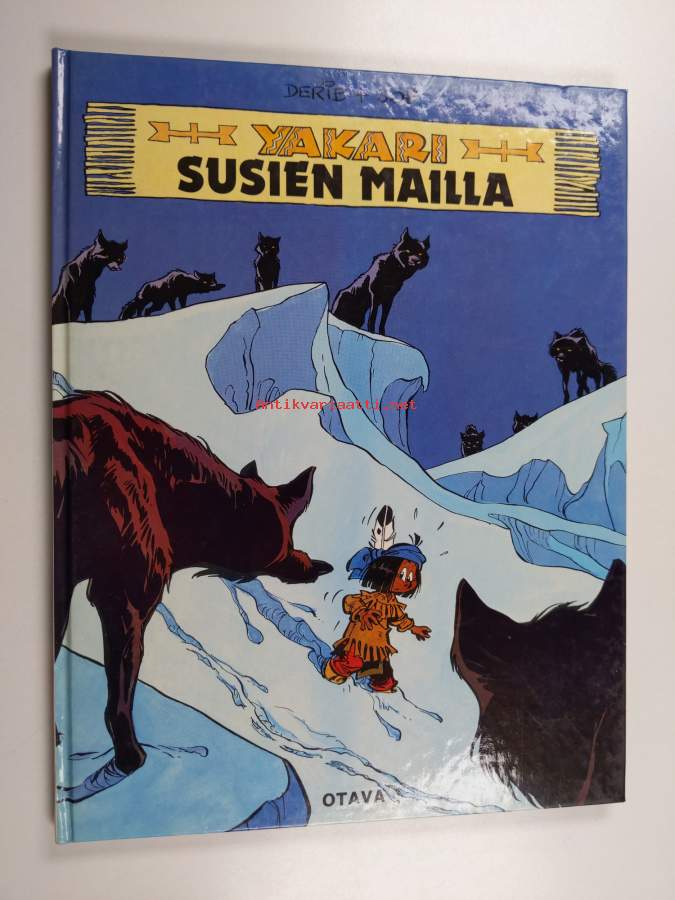 DERIB + JOB
YAKARI
SUSIEN MAILLA
antikvariaatti.net
OTAVA